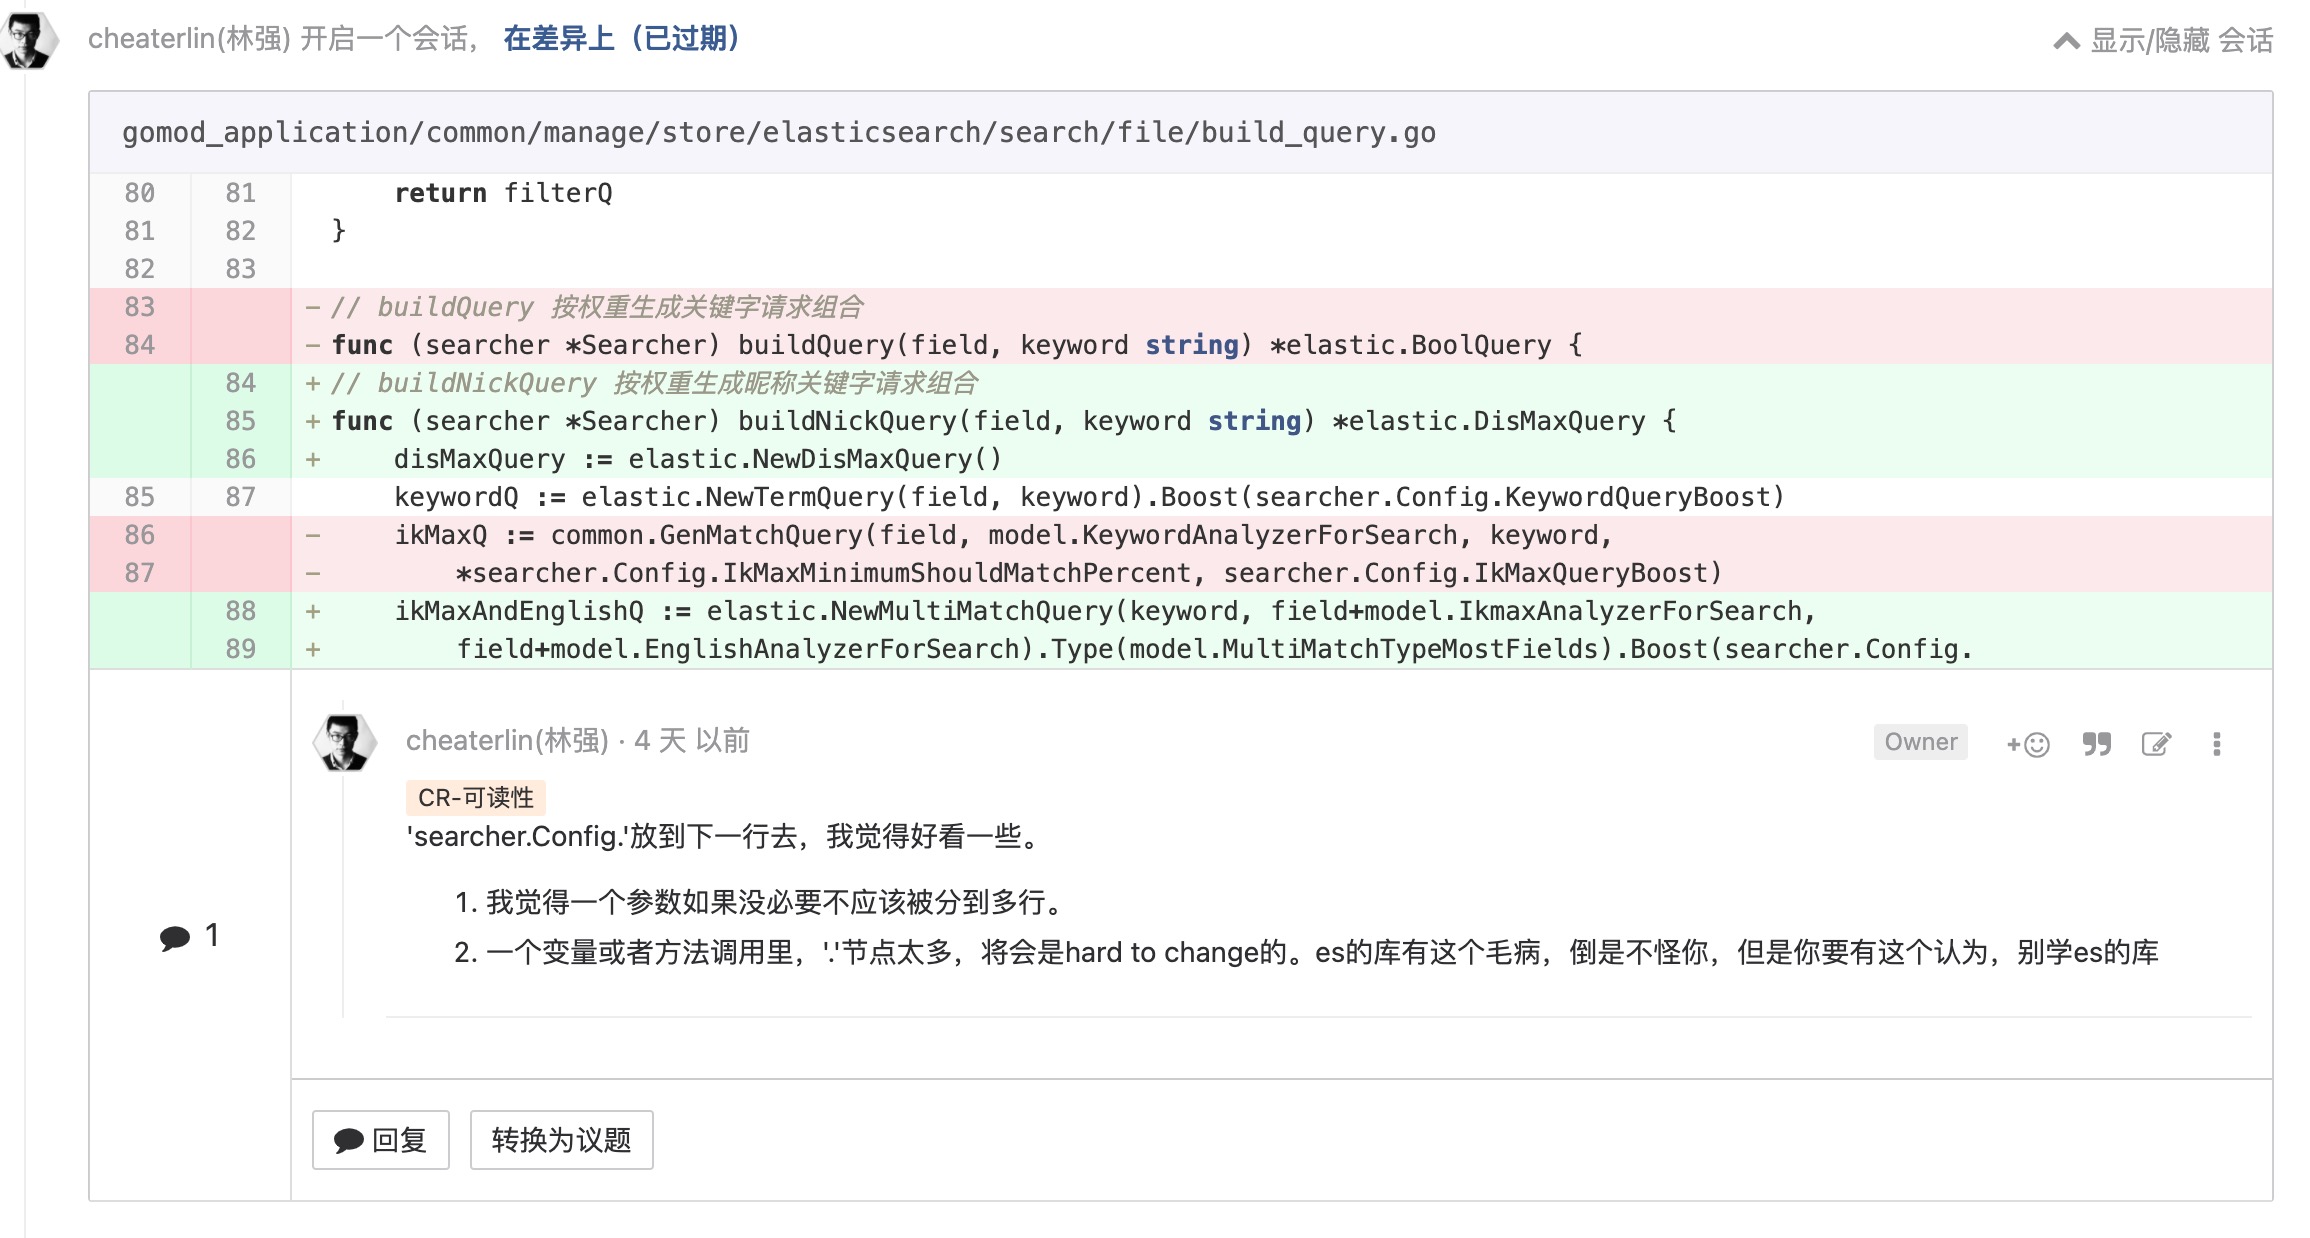 cheaterlin(林强) 开启一个会话， 在差异上（已过期） 显示/隐藏 会话
gomod_application/common/manage/store/elasticsearch/search/file/build_query.go
80 81     return filterQ
81 82 }
82 83
83 - // buildQuery 按权重生成关键字请求组合
84 - func (searcher *Searcher) buildQuery(field, keyword string) *elastic.BoolQuery {
84 + // buildNickQuery 按权重生成昵称关键字请求组合
85 + func (searcher *Searcher) buildNickQuery(field, keyword string) *elastic.DisMaxQuery {
86 +     disMaxQuery := elastic.NewDisMaxQuery()
85 87     keywordQ := elastic.NewTermQuery(field, keyword).Boost(searcher.Config.KeywordQueryBoost)
86 -     ikMaxQ := common.GenMatchQuery(field, model.KeywordAnalyzerForSearch, keyword,
87 -         *searcher.Config.IkMaxMinimumShouldMatchPercent, searcher.Config.IkMaxQueryBoost)
88 +     ikMaxAndEnglishQ := elastic.NewMultiMatchQuery(keyword, field+model.IkmaxAnalyzerForSearch,
89 +         field+model.EnglishAnalyzerForSearch).Type(model.MultiMatchTypeMostFields).Boost(searcher.Config.
cheaterlin(林强) · 4 天 以前 Owner
CR-可读性
'searcher.Config.'放到下一行去，我觉得好看一些。
1. 我觉得一个参数如果没必要不应该被分到多行。
2. 一个变量或者方法调用里，'.'节点太多，将会是hard to change的。es的库有这个毛病，倒是不怪你，但是你要有这个认为，别学es的库
1
回复 转换为议题